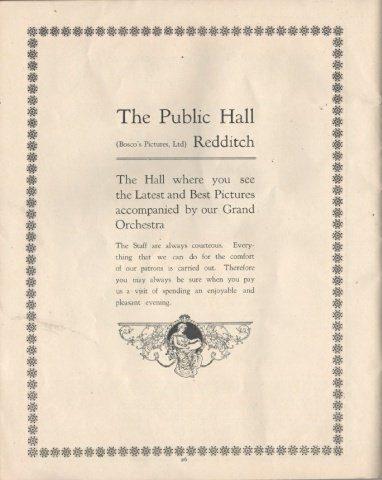 The Public Hall
(Bosco's Pictures, Ltd) Redditch
The Hall where you see
the Latest and Best Pictures
accompanied by our Grand
Orchestra
The Staff are always courteous. Every-
thing that we can do for the comfort
of our patrons is carried out. Therefore
you may always be sure when you pay
us a visit of spending an enjoyable and
pleasant evening.
26